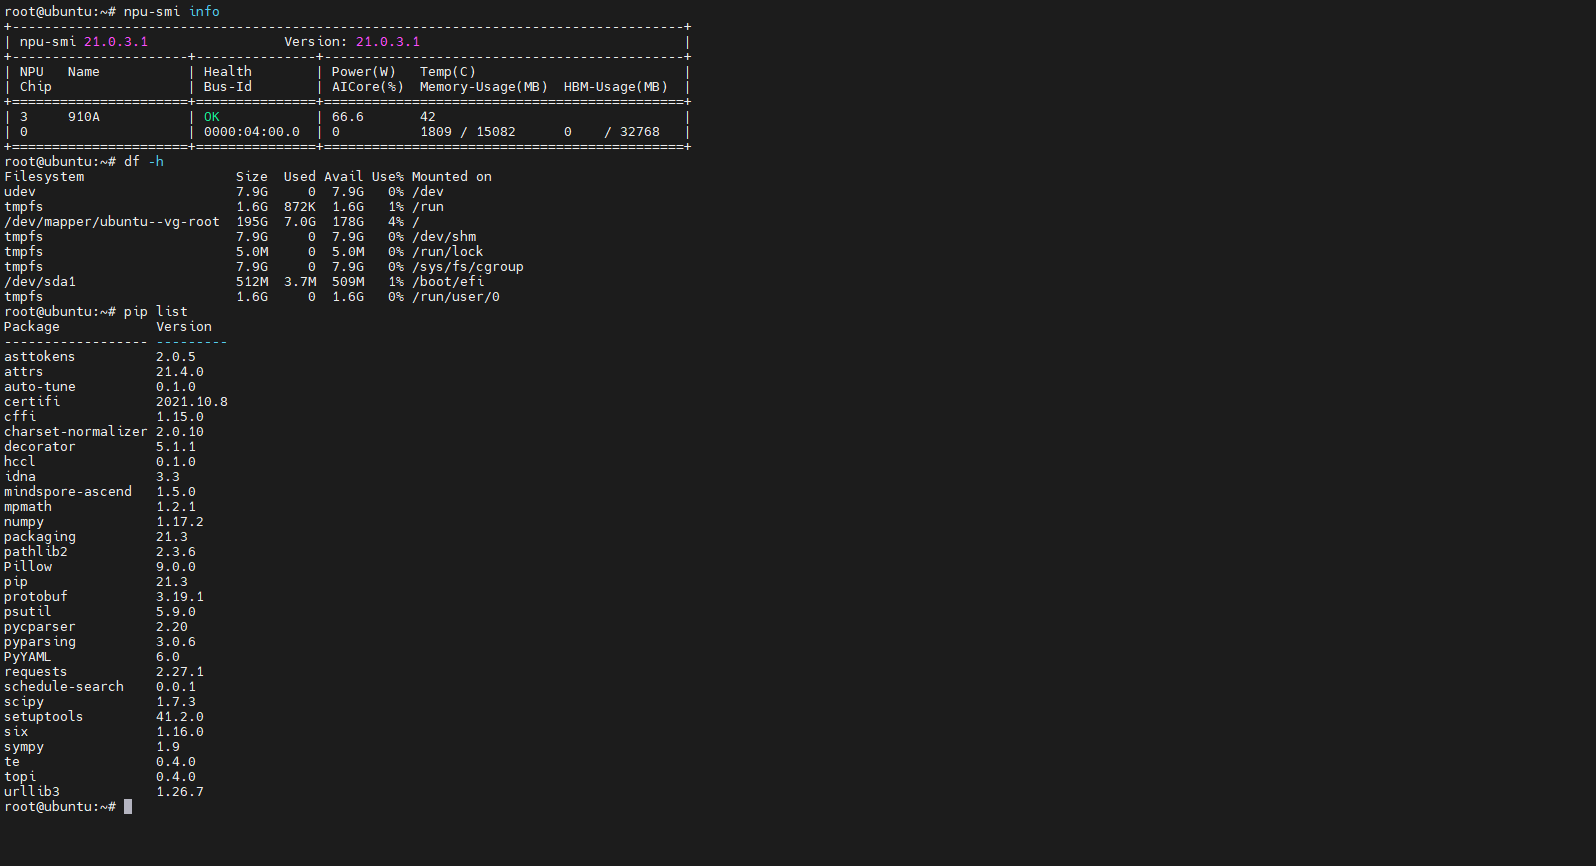 root@ubuntu:~# npu-smi info
+------------------------------------------------------------------------------------+
| npu-smi 21.0.3.1                 Version: 21.0.3.1                                 |
+----------------------+---------------+---------------------------------------------+
| NPU   Name           | Health        | Power(W)   Temp(C)                          |
| Chip                 | Bus-Id        | AICore(%)  Memory-Usage(MB)  HBM-Usage(MB)  |
+======================+===============+=============================================+
| 3     910A           | OK            | 66.6       42                               |
| 0                    | 0000:04:00.0  | 0          1809 / 15082      0    / 32768   |
+======================+===============+=============================================+
root@ubuntu:~# df -h
Filesystem                   Size  Used Avail Use% Mounted on
udev                         7.9G     0  7.9G   0% /dev
tmpfs                        1.6G  872K  1.6G   1% /run
/dev/mapper/ubuntu--vg-root  195G  7.0G  178G   4% /
tmpfs                        7.9G     0  7.9G   0% /dev/shm
tmpfs                        5.0M     0  5.0M   0% /run/lock
tmpfs                        7.9G     0  7.9G   0% /sys/fs/cgroup
/dev/sda1                    512M  3.7M  509M   1% /boot/efi
tmpfs                        1.6G     0  1.6G   0% /run/user/0
root@ubuntu:~# pip list
Package            Version
------------------ ---------
asttokens          2.0.5
attrs              21.4.0
auto-tune          0.1.0
certifi            2021.10.8
cffi               1.15.0
charset-normalizer 2.0.10
decorator          5.1.1
hccl               0.1.0
idna               3.3
mindspore-ascend   1.5.0
mpmath             1.2.1
numpy              1.17.2
packaging          21.3
pathlib2           2.3.6
Pillow             9.0.0
pip                21.3
protobuf           3.19.1
psutil             5.9.0
pycparser          2.20
pyparsing          3.0.6
PyYAML             6.0
requests           2.27.1
schedule-search    0.0.1
scipy              1.7.3
setuptools         41.2.0
six                1.16.0
sympy              1.9
te                 0.4.0
topi               0.4.0
urllib3            1.26.7
root@ubuntu:~#